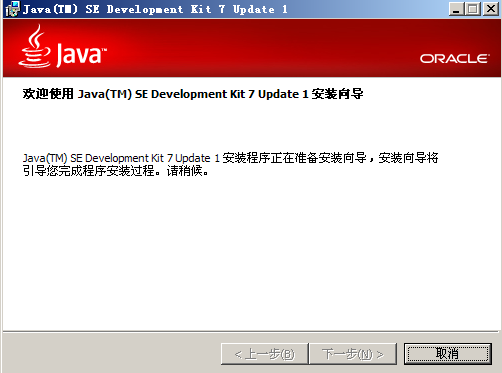 Java(TM) SE Development Kit 7 Update 1
Java™
ORACLE
欢迎使用 Java(TM) SE Development Kit 7 Update 1 安装向导
Java(TM) SE Development Kit 7 Update 1 安装程序正在准备安装向导，安装向导将
引导您完成程序安装过程。请稍候。
< 上一步(B) 下一步(N) > 取消